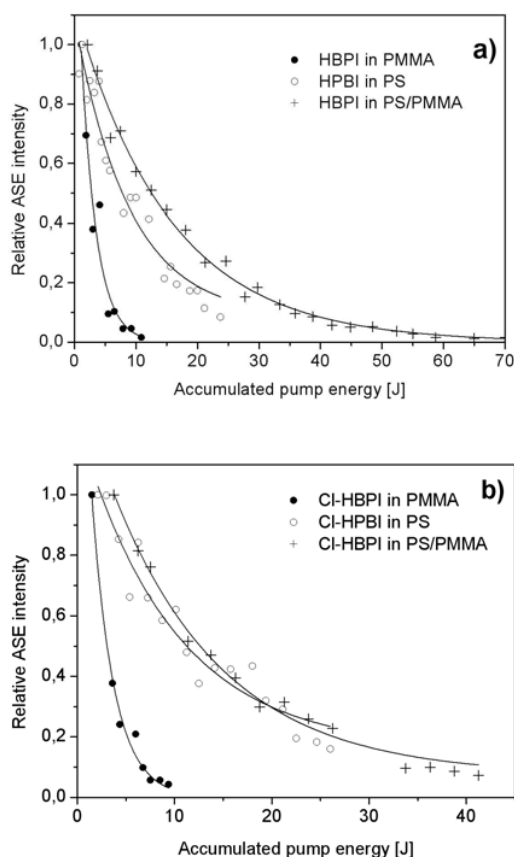 a)
HBPI in PMMA
HPBI in PS
HBPI in PS/PMMA
Relative ASE intensity
1,0
0,8
0,6
0,4
0,2
0,0
0 10 20 30 40 50 60 70
Accumulated pump energy [J]
b)
Cl-HBPI in PMMA
Cl-HPBI in PS
Cl-HBPI in PS/PMMA
Relative ASE intensity
1,0
0,8
0,6
0,4
0,2
0,0
0 10 20 30 40
Accumulated pump energy [J]